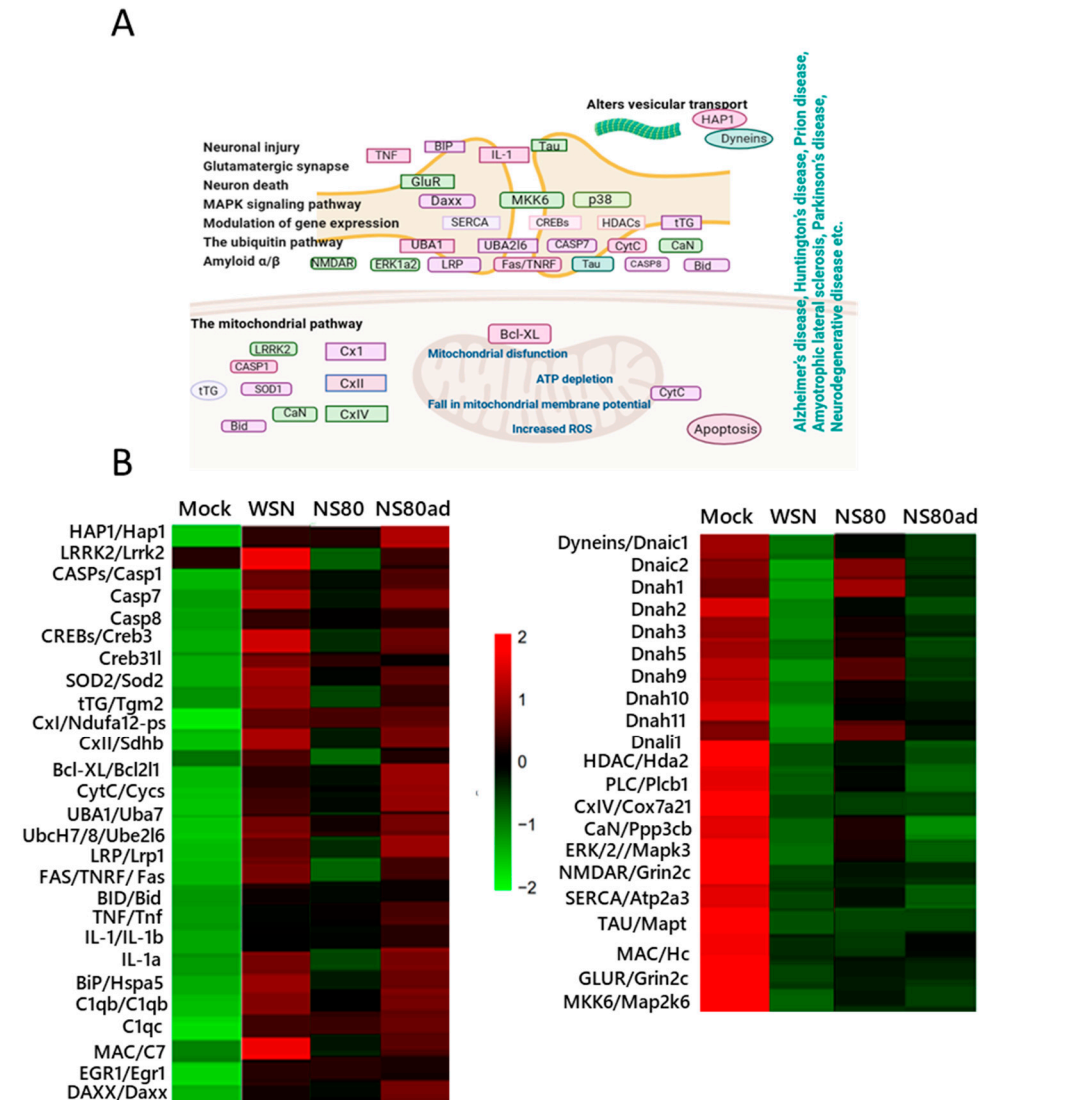 A
Alters vesicular transport
HAP1
Dyneins
Neuronal injury
Glutamatergic synapse
Neuron death
MAPK signaling pathway
Modulation of gene expression
The ubiquitin pathway
Amyloid α/β
TNF
BIP
IL-1
Tau
GluR
Daxx
MKK6
p38
SERCA
CREBs
HDACs
tTG
UBA1
UBA2l6
CASP7
CytC
CaN
NMDAR
ERK1a2
LRP
Fas/TNRF
Tau
CASP8
Bid
Alzheimer's disease, Huntington's disease, Prion disease,
Amyotrophic lateral sclerosis, Parkinson's disease,
Neurodegenerative disease etc.
The mitochondrial pathway
LRRK2
CASP1
tTG
SOD1
CaN
Bid
Cx1
CxII
CxIV
Bcl-XL
Mitochondrial disfunction
ATP depletion
Fall in mitochondrial membrane potential
Increased ROS
CytC
Apoptosis
B
Mock WSN NS80 NS80ad
HAP1/Hap1
LRRK2/Lrrk2
CASPs/Casp1
Casp7
Casp8
CREBs/Creb3
Creb31l
SOD2/Sod2
tTG/Tgm2
CxI/Ndufa12-ps
CxII/Sdhb
Bcl-XL/Bcl2l1
CytC/Cycs
UBA1/Uba7
UbcH7/8/Ube2l6
LRP/Lrp1
FAS/TNRF/ Fas
BID/Bid
TNF/Tnf
IL-1/IL-1b
IL-1a
BiP/Hspa5
C1qb/C1qb
C1qc
MAC/C7
EGR1/Egr1
DAXX/Daxx
2
1
0
−1
−2
Mock WSN NS80 NS80ad
Dyneins/Dnaic1
Dnaic2
Dnah1
Dnah2
Dnah3
Dnah5
Dnah9
Dnah10
Dnah11
Dnali1
HDAC/Hda2
PLC/Plcb1
CxIV/Cox7a21
CaN/Ppp3cb
ERK/2//Mapk3
NMDAR/Grin2c
SERCA/Atp2a3
TAU/Mapt
MAC/Hc
GLUR/Grin2c
MKK6/Map2k6